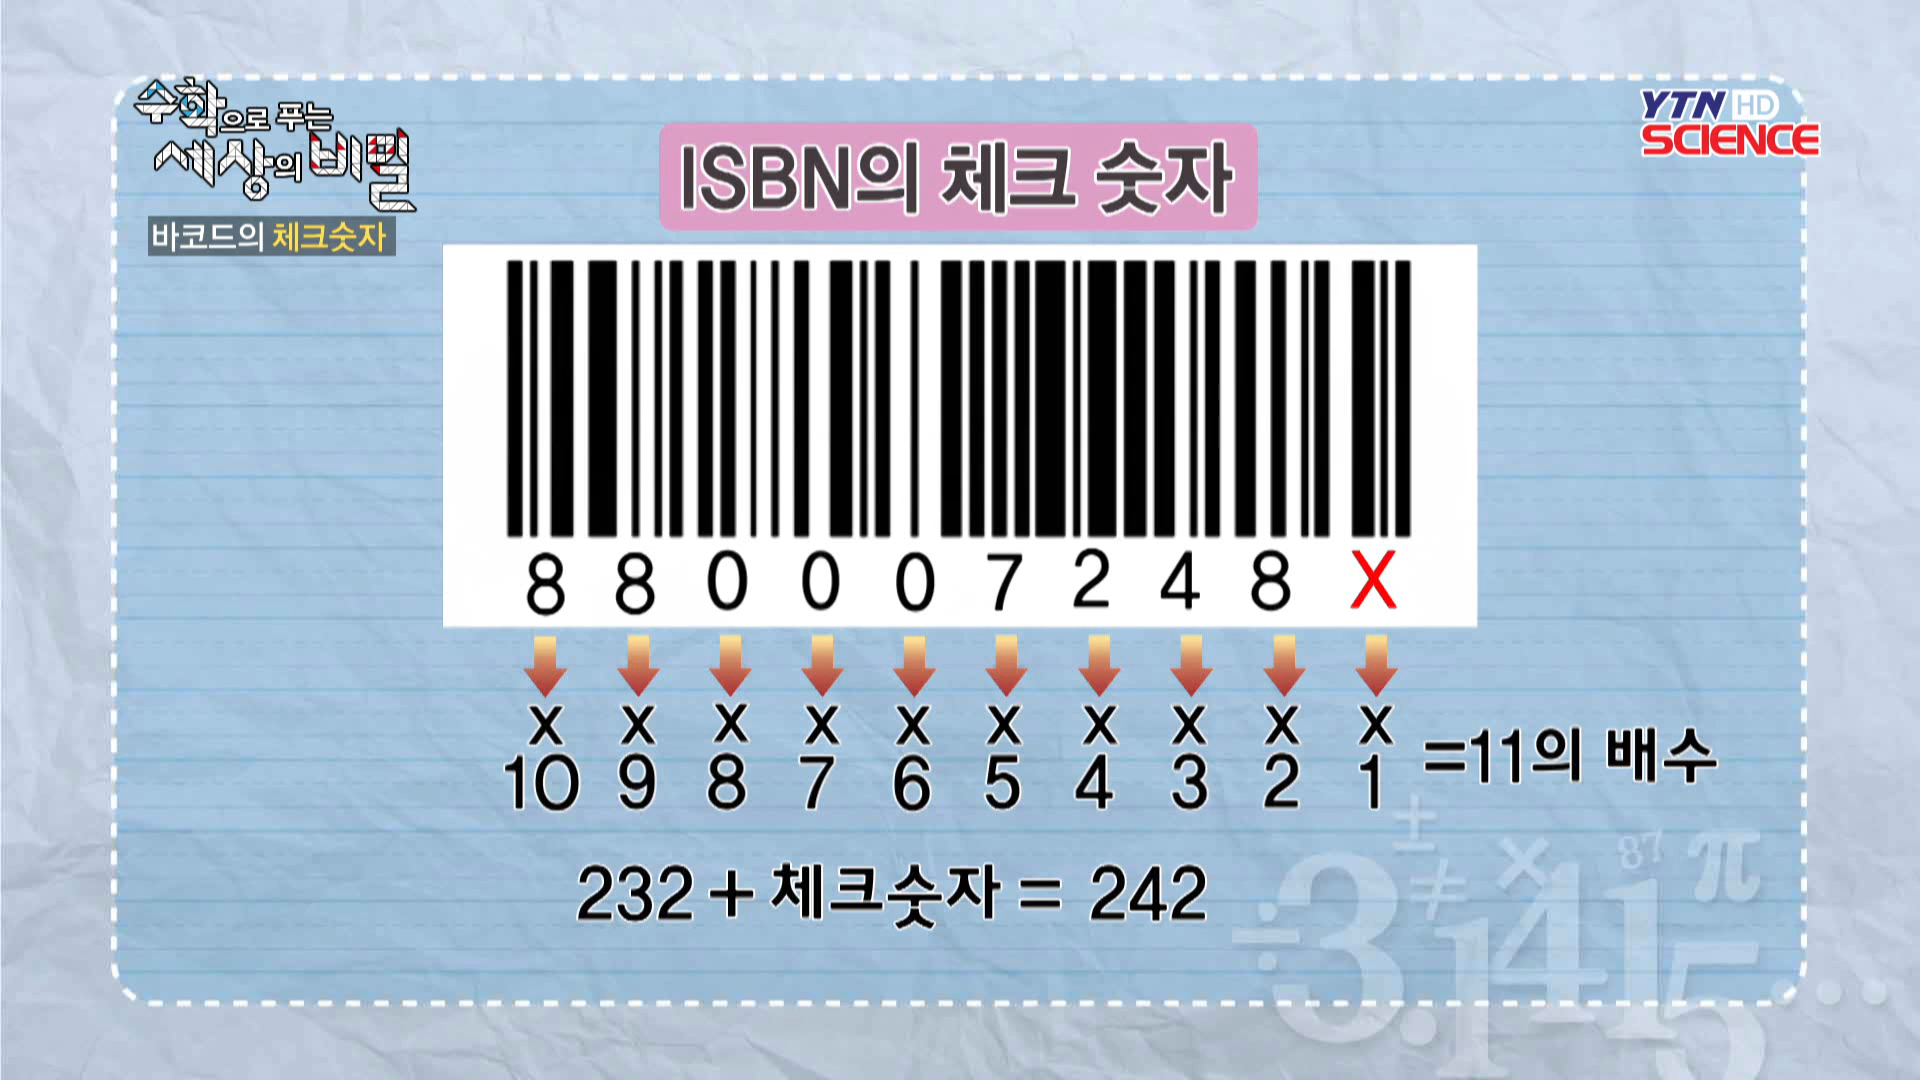 수학으로 푸는
세상의 비밀
바코드의 체크숫자
YTN HD
SCIENCE
ISBN의 체크 숫자
8 8 0 0 0 7 2 4 8 X
x x x x x x x x x x
10 9 8 7 6 5 4 3 2 1 =11의 배수
232 + 체크숫자 = 242
± ≠ × 87 π
÷ 3.1415...